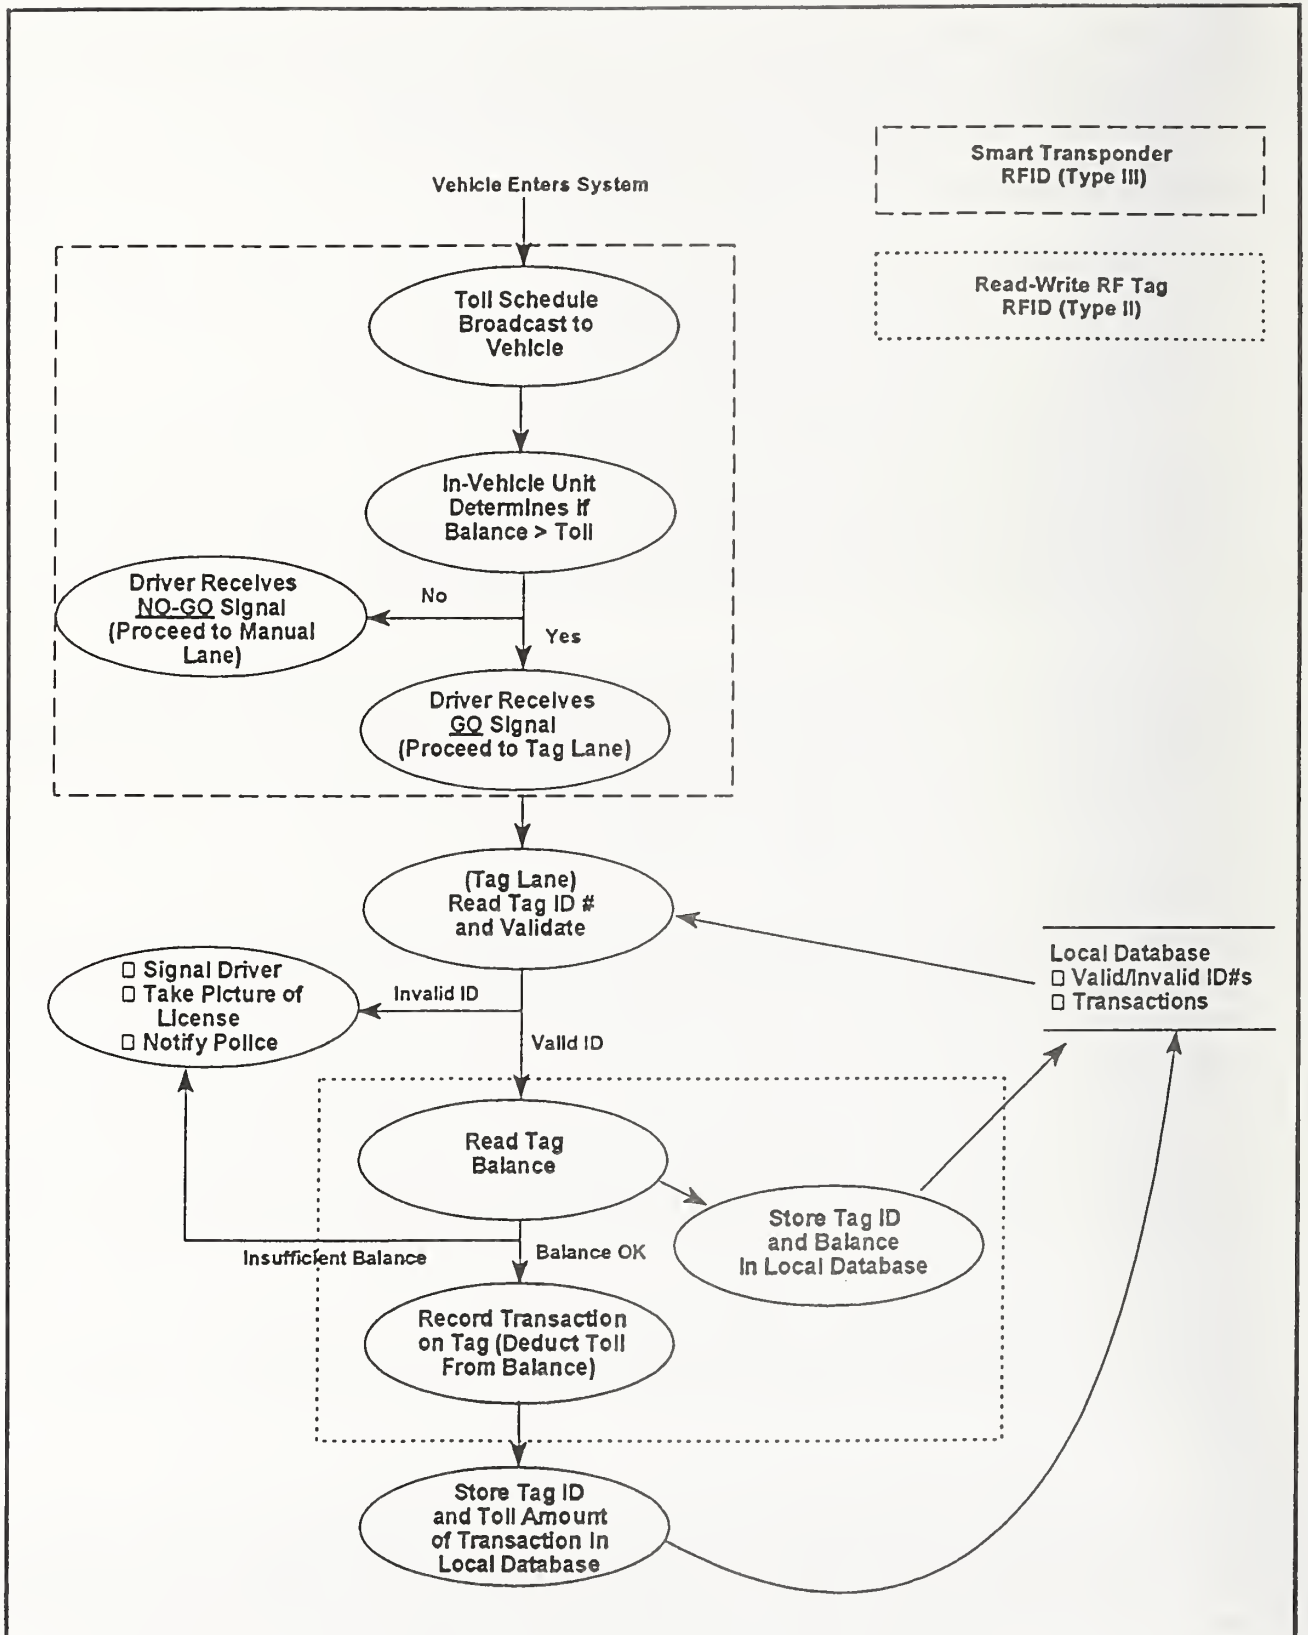 Smart Transponder
RFID (Type III)
Vehicle Enters System
Read-Write RF Tag
RFID (Type II)
Toll Schedule
Broadcast to
Vehicle
In-Vehicle Unit
Determines if
Balance > Toll
Driver Receives
NO-GO Signal
(Proceed to Manual
Lane)
No
Yes
Driver Receives
GO Signal
(Proceed to Tag Lane)
(Tag Lane)
Read Tag ID #
and Validate
☐ Signal Driver
☐ Take Picture of
License
☐ Notify Police
Invalid ID
Valid ID
Local Database
☐ Valid/Invalid ID#s
☐ Transactions
Read Tag
Balance
Store Tag ID
and Balance
in Local Database
Insufficient Balance
Balance OK
Record Transaction
on Tag (Deduct Toll
From Balance)
Store Tag ID
and Toll Amount
of Transaction in
Local Database